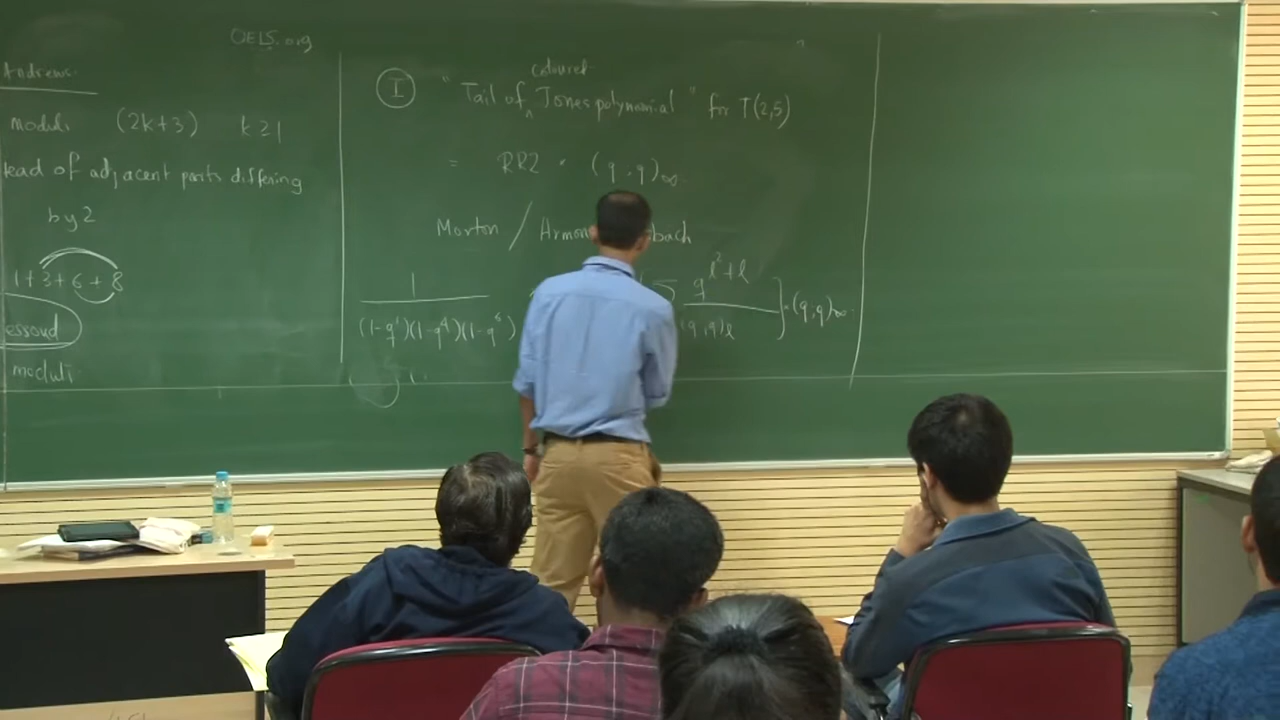 OEIS.org
Andrews
moduli (2k+3) k≥1
ead of adjacent parts differing
by 2
1+3+6+8
essoud
moduli
I
"Tail of coloured Jones polynomial" for T(2,5)
= RR2 · (q,q)∞
Morton / Armon bach
1 / (1-q¹)(1-q⁴)(1-q⁶)
q^{l²+l} / (q,q)l ] · (q,q)∞